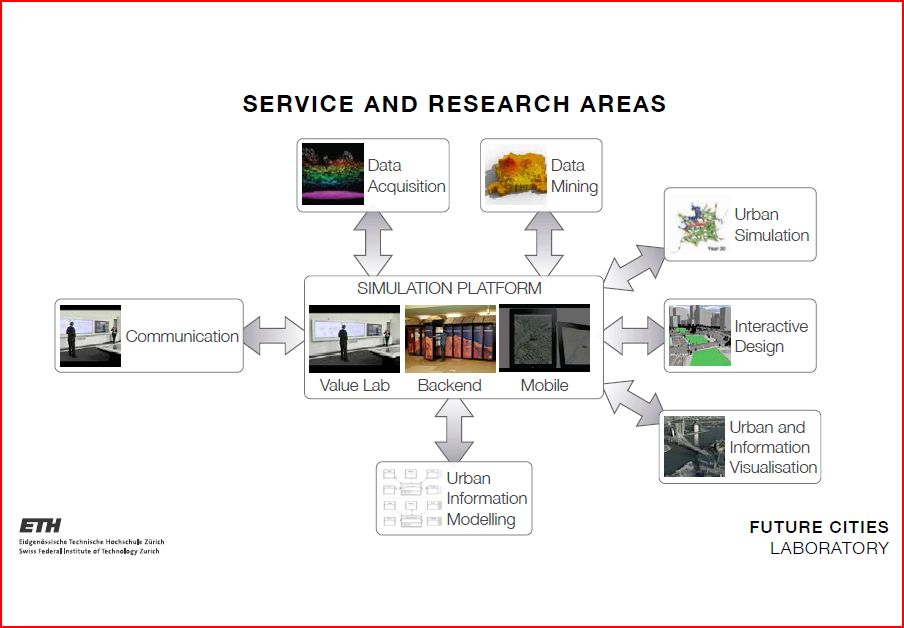 SERVICE AND RESEARCH AREAS
Data
Acquisition
Data
Mining
Urban
Simulation
Year 30
SIMULATION PLATFORM
Communication
Interactive
Design
Value Lab
Backend
Mobile
Urban and
Information
Visualisation
Urban
Information
Modelling
ETH
Eidgenössische Technische Hochschule Zürich
Swiss Federal Institute of Technology Zurich
FUTURE CITIES
LABORATORY